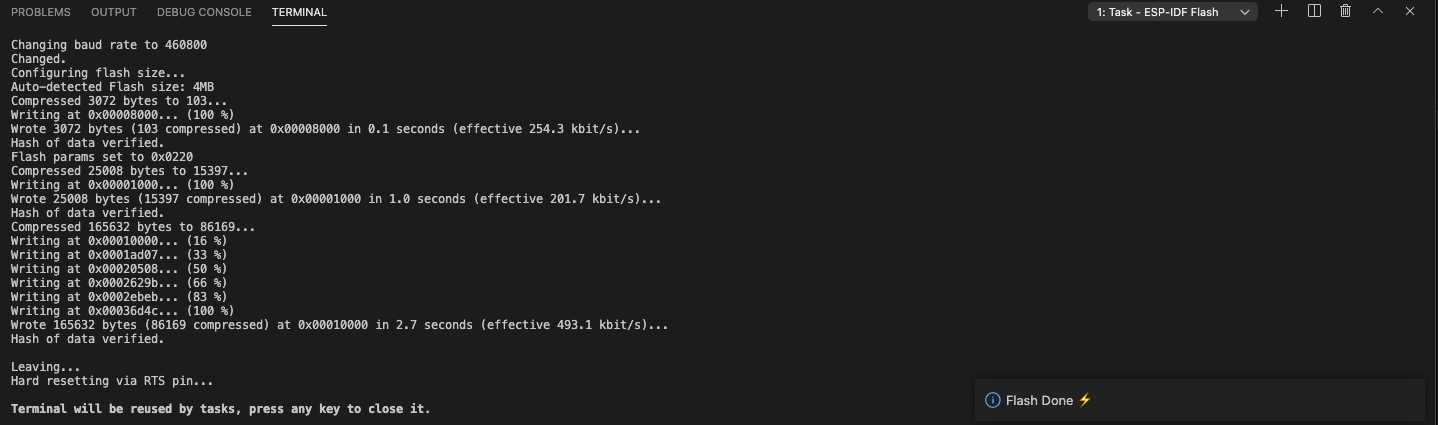 PROBLEMS OUTPUT DEBUG CONSOLE TERMINAL 1: Task - ESP-IDF Flash
Changing baud rate to 460800
Changed.
Configuring flash size...
Auto-detected Flash size: 4MB
Compressed 3072 bytes to 103...
Writing at 0x00008000... (100 %)
Wrote 3072 bytes (103 compressed) at 0x00008000 in 0.1 seconds (effective 254.3 kbit/s)...
Hash of data verified.
Flash params set to 0x0220
Compressed 25008 bytes to 15397...
Writing at 0x00001000... (100 %)
Wrote 25008 bytes (15397 compressed) at 0x00001000 in 1.0 seconds (effective 201.7 kbit/s)...
Hash of data verified.
Compressed 165632 bytes to 86169...
Writing at 0x00010000... (16 %)
Writing at 0x0001ad07... (33 %)
Writing at 0x00020508... (50 %)
Writing at 0x0002629b... (66 %)
Writing at 0x0002ebeb... (83 %)
Writing at 0x00036d4c... (100 %)
Wrote 165632 bytes (86169 compressed) at 0x00010000 in 2.7 seconds (effective 493.1 kbit/s)...
Hash of data verified.
Leaving...
Hard resetting via RTS pin...
Terminal will be reused by tasks, press any key to close it.
Flash Done ⚡